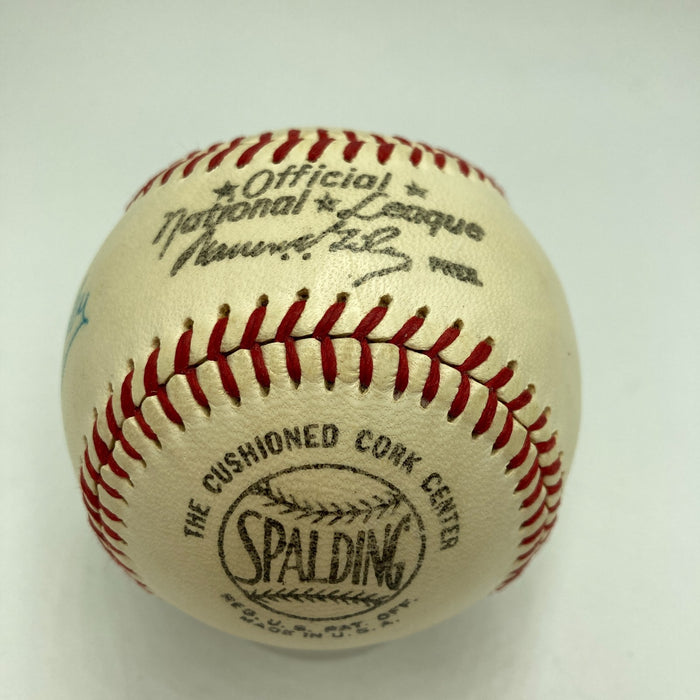 ★ Official ★
National ★ League
PRES.
THE CUSHIONED CORK CENTER
SPALDING
REG. U.S. PAT. OFF.
MADE IN U.S.A.